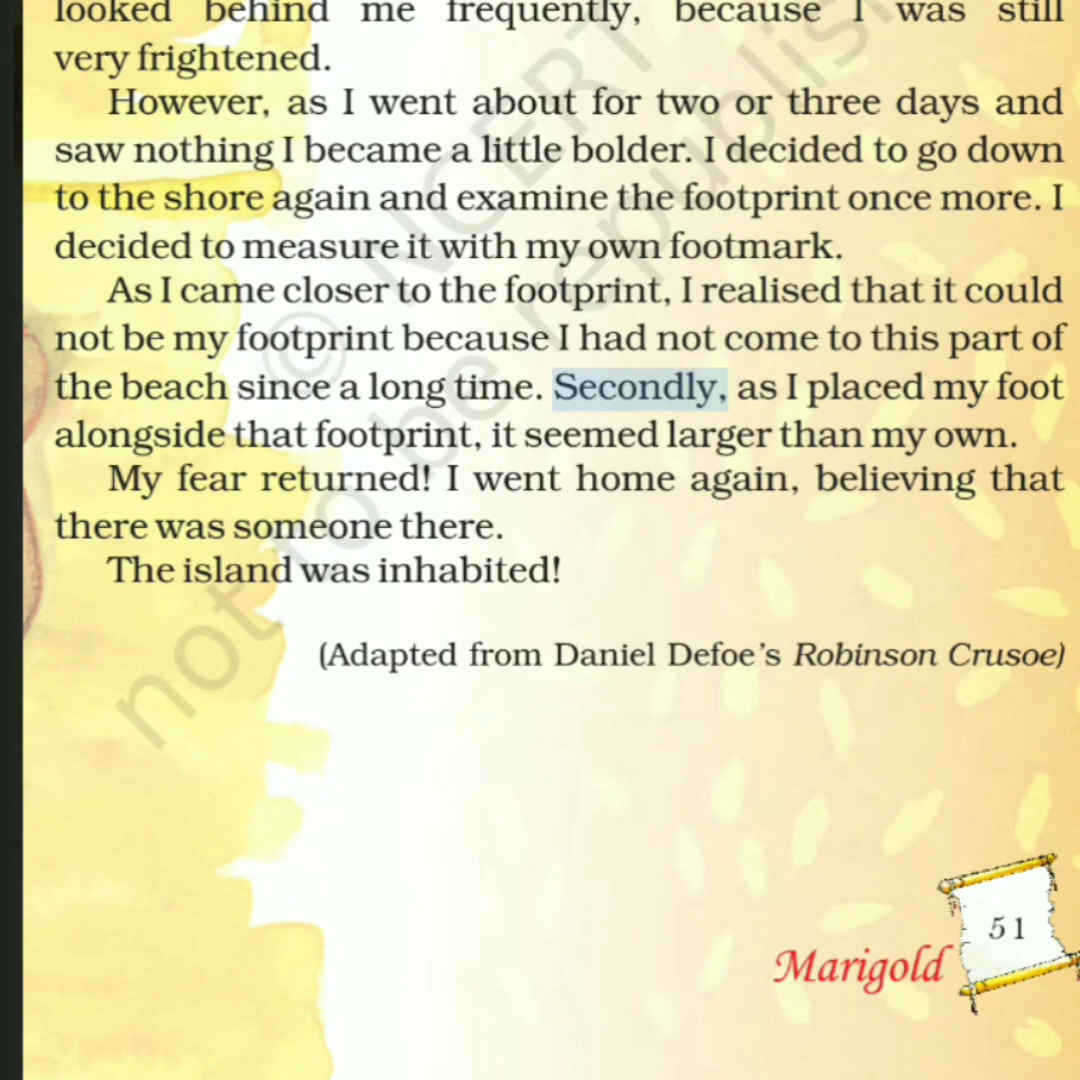 looked behind me frequently, because I was still
very frightened.
However, as I went about for two or three days and
saw nothing I became a little bolder. I decided to go down
to the shore again and examine the footprint once more. I
decided to measure it with my own footmark.
As I came closer to the footprint, I realised that it could
not be my footprint because I had not come to this part of
the beach since a long time. Secondly, as I placed my foot
alongside that footprint, it seemed larger than my own.
My fear returned! I went home again, believing that
there was someone there.
The island was inhabited!
(Adapted from Daniel Defoe's Robinson Crusoe)
51
Marigold
© NCERT
not to be republish